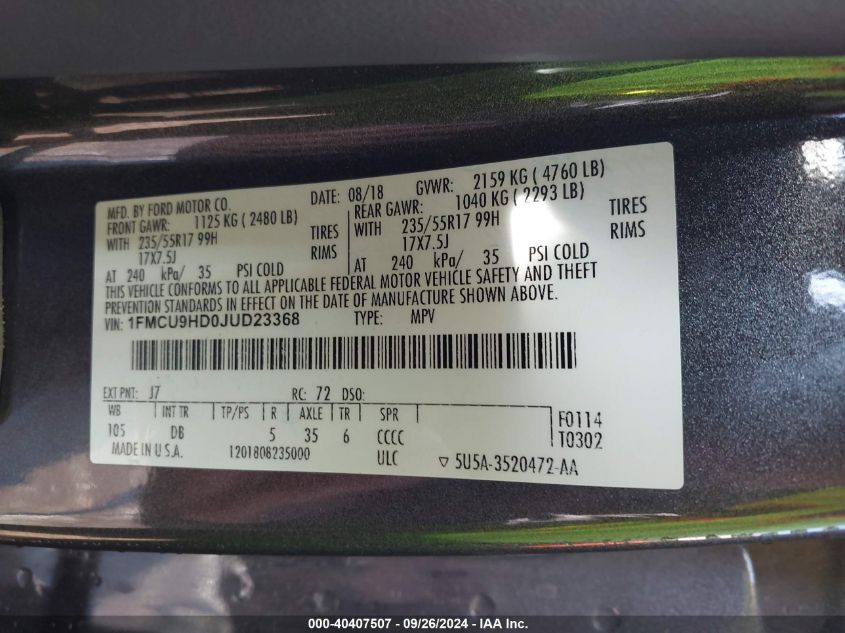 MFD. BY FORD MOTOR CO. DATE: 08/18 GVWR: 2159 KG ( 4760 LB)
FRONT GAWR: 1125 KG ( 2480 LB) REAR GAWR: 1040 KG ( 2293 LB)
WITH 235/55R17 99H TIRES WITH 235/55R17 99H TIRES
17X7.5J RIMS 17X7.5J RIMS
AT 240 kPa/ 35 PSI COLD AT 240 kPa/ 35 PSI COLD
THIS VEHICLE CONFORMS TO ALL APPLICABLE FEDERAL MOTOR VEHICLE SAFETY AND THEFT
PREVENTION STANDARDS IN EFFECT ON THE DATE OF MANUFACTURE SHOWN ABOVE.
VIN: 1FMCU9HD0JUD23368 TYPE: MPV
EXT PNT: J7 RC: 72 DSO:
WB INT TR TP/PS R AXLE TR SPR
105 DB 5 35 6 CCCC
F0114
T0302
MADE IN U.S.A. 1201808235000 ULC ▽ 5U5A-3520472-AA
000-40407507 - 09/26/2024 - IAA Inc.